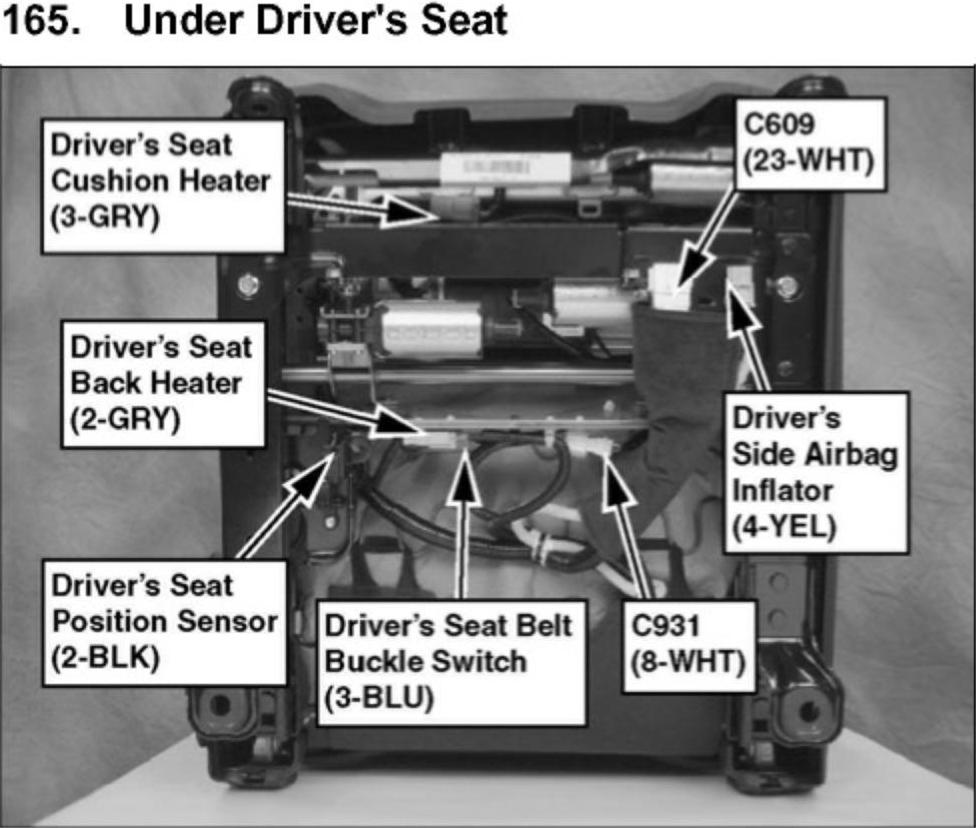 165. Under Driver's Seat
Driver's Seat
Cushion Heater
(3-GRY)
C609
(23-WHT)
Driver's Seat
Back Heater
(2-GRY)
Driver's
Side Airbag
Inflator
(4-YEL)
Driver's Seat
Position Sensor
(2-BLK)
Driver's Seat Belt
Buckle Switch
(3-BLU)
C931
(8-WHT)